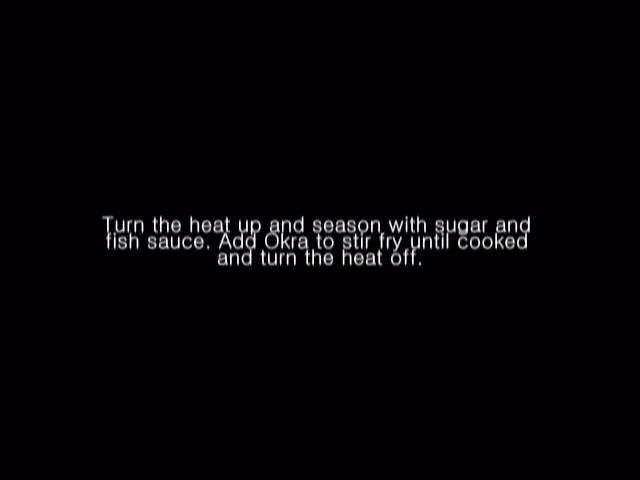 Turn the heat up and season with sugar and
fish sauce. Add Okra to stir fry until cooked
and turn the heat off.